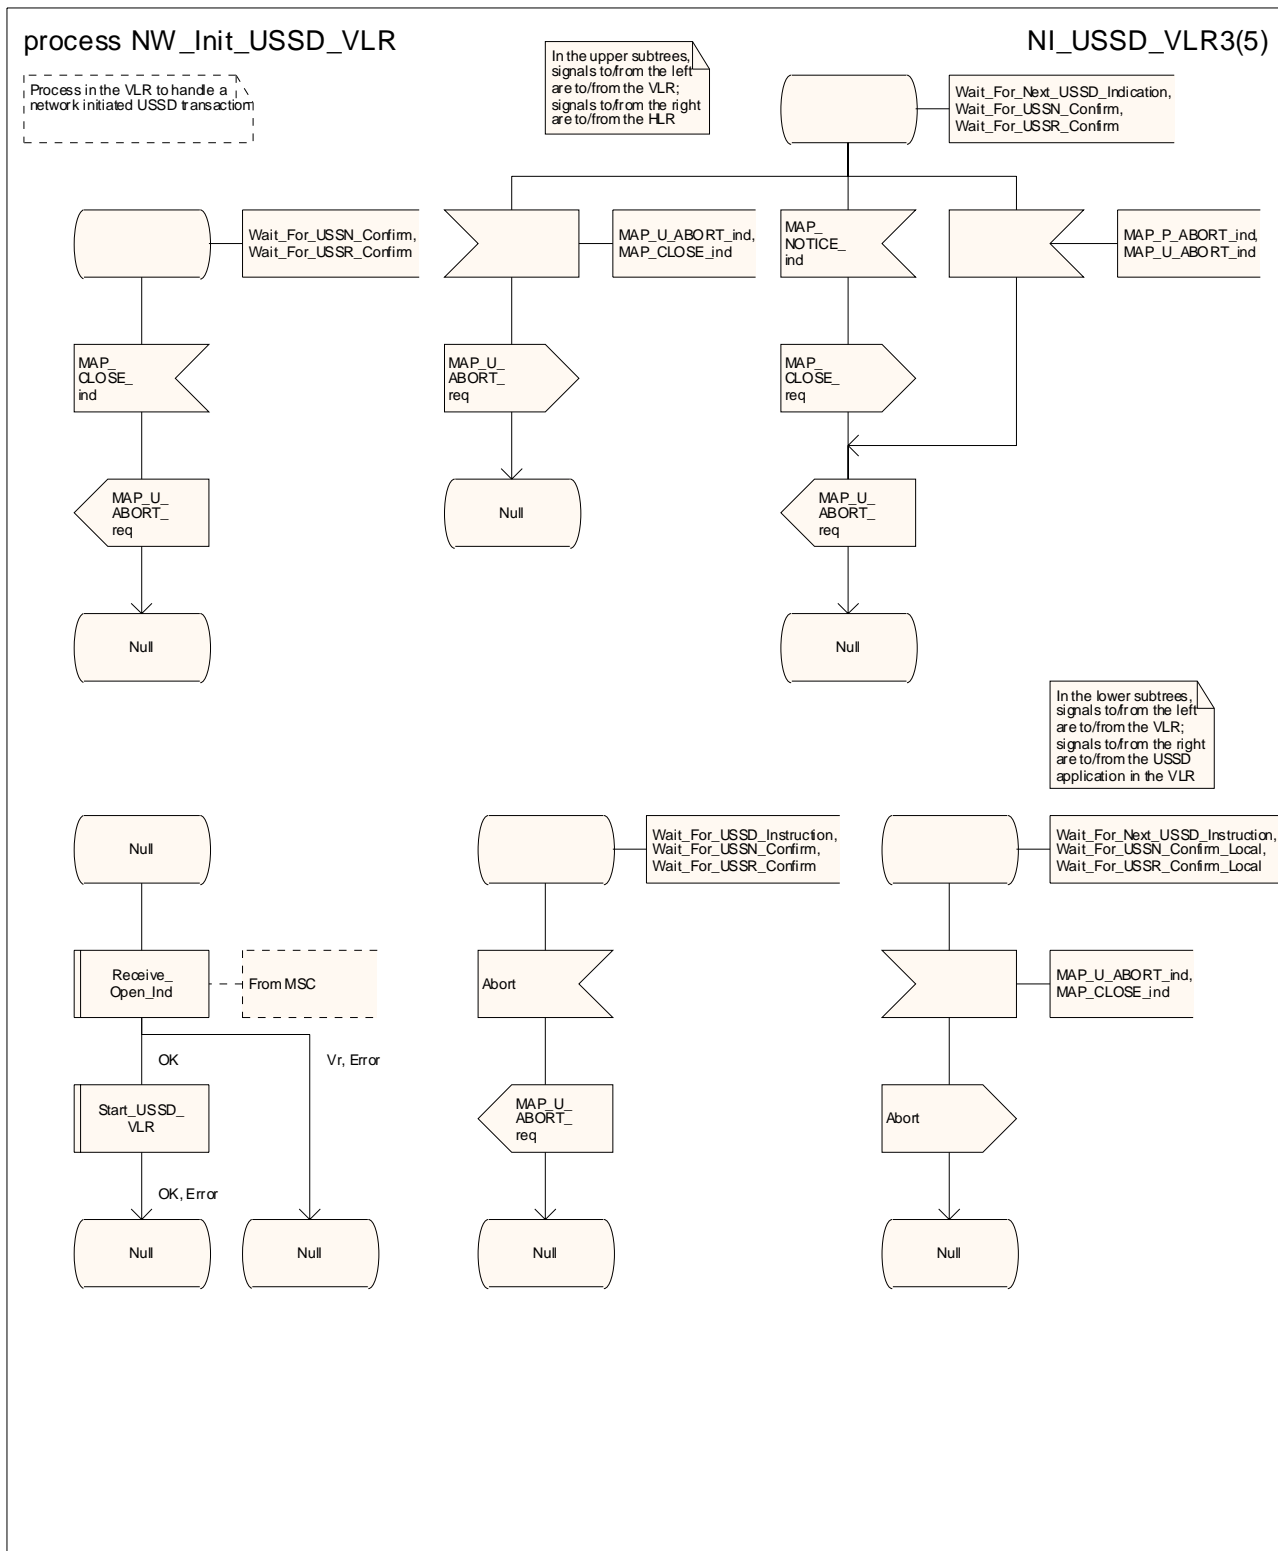 process NW_Init_USSD_VLR
NI_USSD_VLR3(5)
Process in the VLR to handle a
network initiated USSD transaction
In the upper subtrees,
signals to/from the left
are to/from the VLR;
signals to/from the right
are to/from the HLR
Wait_For_Next_USSD_Indication,
Wait_For_USSN_Confirm,
Wait_For_USSR_Confirm
Wait_For_USSN_Confirm,
Wait_For_USSR_Confirm
MAP_U_ABORT_ind,
MAP_CLOSE_ind
MAP_
NOTICE_
ind
MAP_P_ABORT_ind,
MAP_U_ABORT_ind
MAP_
CLOSE_
ind
MAP_U_
ABORT_
req
MAP_
CLOSE_
req
MAP_U_
ABORT_
req
Null
MAP_U_
ABORT_
req
Null
Null
In the lower subtrees,
signals to/from the left
are to/from the VLR;
signals to/from the right
are to/from the USSD
application in the VLR
Null
Wait_For_USSD_Instruction,
Wait_For_USSN_Confirm,
Wait_For_USSR_Confirm
Wait_For_Next_USSD_Instruction,
Wait_For_USSN_Confirm_Local,
Wait_For_USSR_Confirm_Local
Receive_
Open_Ind
From MSC
Abort
MAP_U_ABORT_ind,
MAP_CLOSE_ind
OK
Vr, Error
Start_USSD_
VLR
MAP_U_
ABORT_
req
Abort
OK, Error
Null
Null
Null
Null